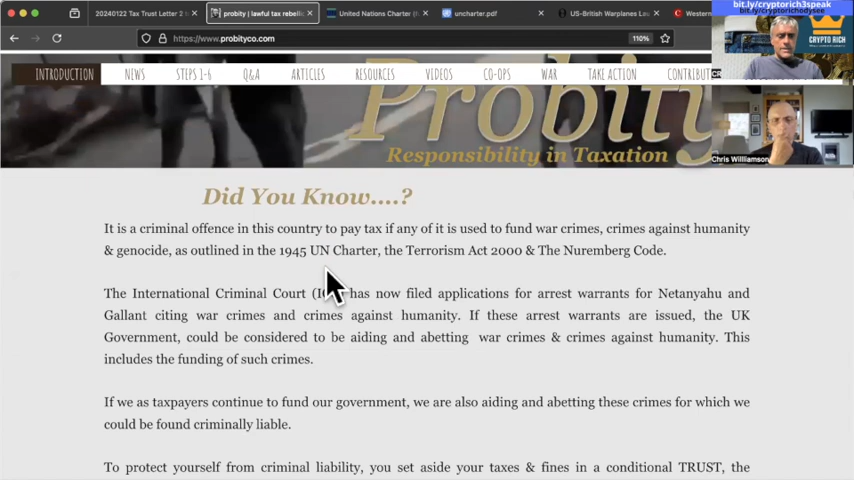 bit.ly/cryptorich3speak
20240122 Tax Trust Letter 2 t
probity | lawful tax rebellio
United Nations Charter (f
uncharter.pdf
US-British Warplanes Lau
Western
https://www.probityco.com
110%
CRYPTO RICH
bit.ly/cryptorichodysee
INTRODUCTION NEWS STEPS 1-6 Q&A ARTICLES RESOURCES VIDEOS CO-OPS WAR TAKE ACTION CONTRIBUT
Probity
Responsibility in Taxation
Chris Williamson
Did You Know....?
It is a criminal offence in this country to pay tax if any of it is used to fund war crimes, crimes against humanity
& genocide, as outlined in the 1945 UN Charter, the Terrorism Act 2000 & The Nuremberg Code.
The International Criminal Court has now filed applications for arrest warrants for Netanyahu and
Gallant citing war crimes and crimes against humanity. If these arrest warrants are issued, the UK
Government, could be considered to be aiding and abetting war crimes & crimes against humanity. This
includes the funding of such crimes.
If we as taxpayers continue to fund our government, we are also aiding and abetting these crimes for which we
could be found criminally liable.
To protect yourself from criminal liability, you set aside your taxes & fines in a conditional TRUST, the